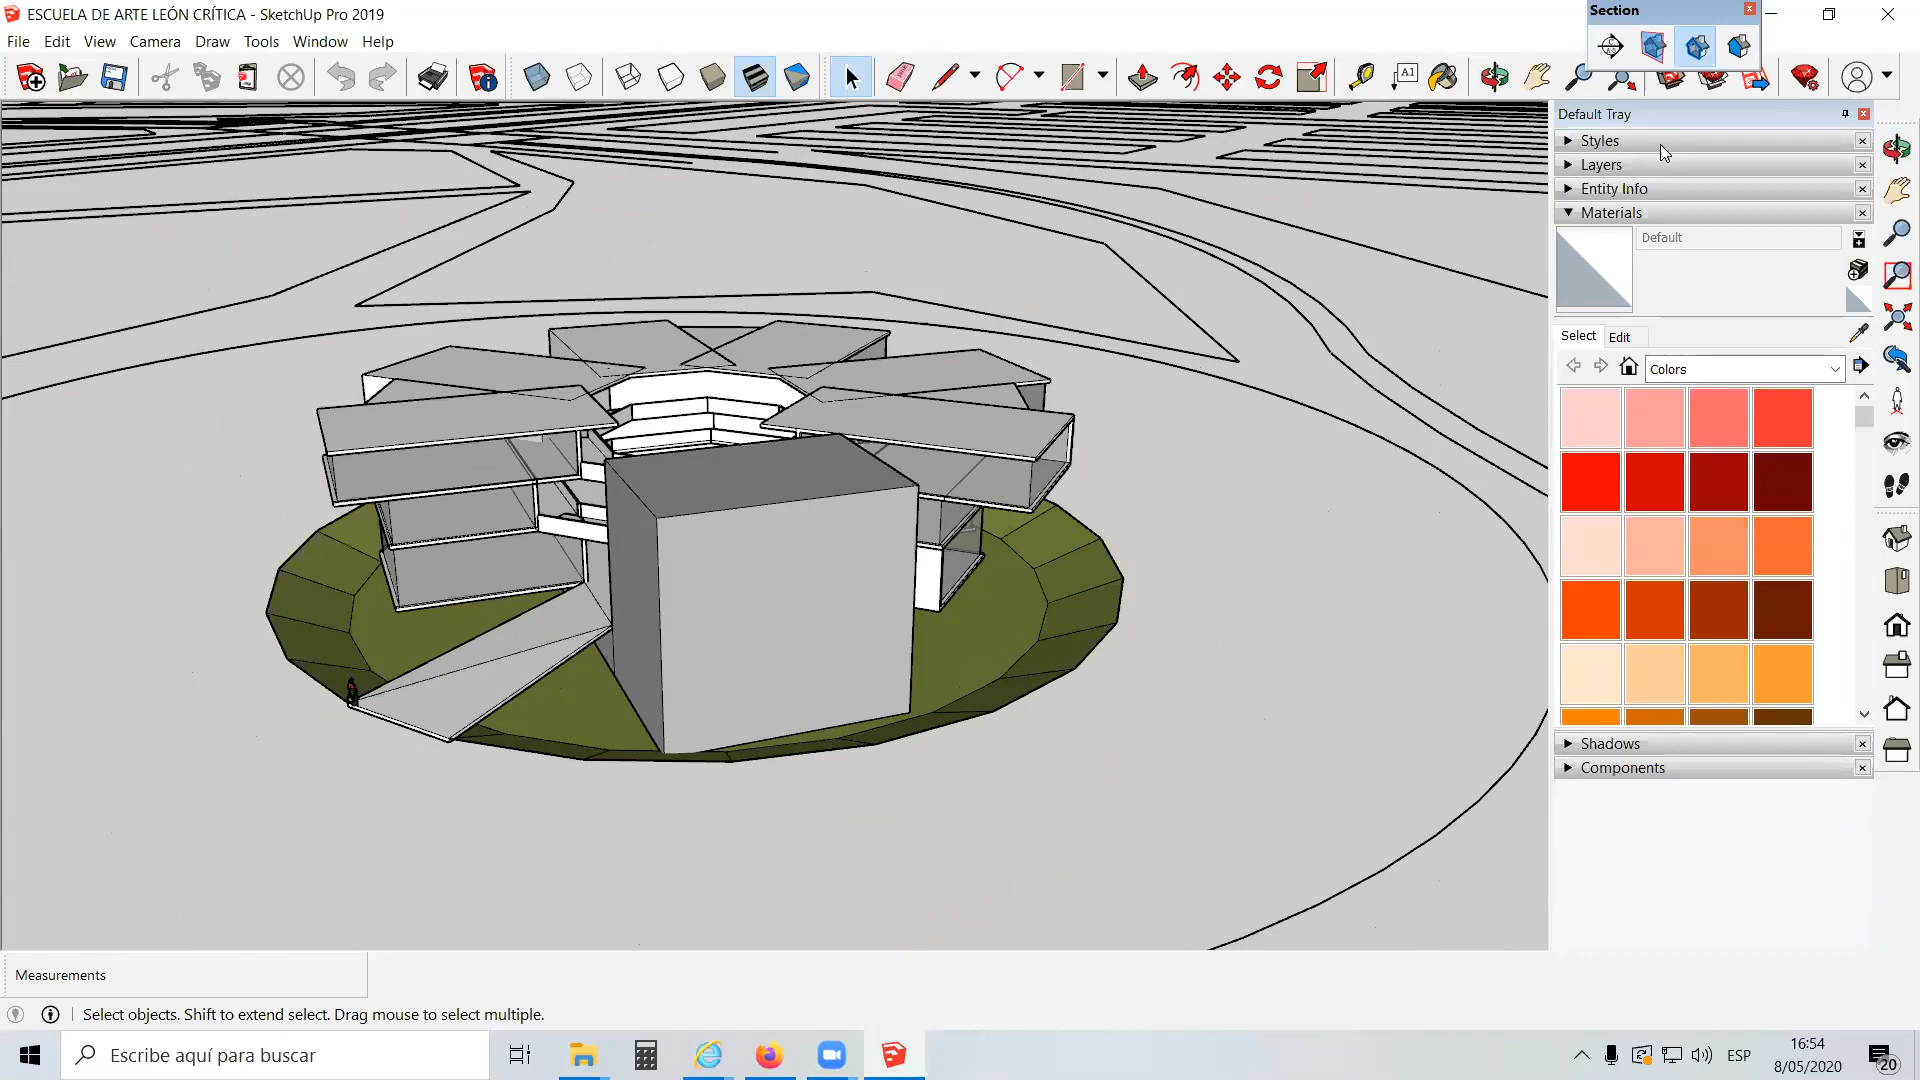 ESCUELA DE ARTE LEÓN CRÍTICA - SketchUp Pro 2019
Section
File Edit View Camera Draw Tools Window Help
A1
Default Tray
Styles
Layers
Entity Info
Materials
Default
Select Edit
Colors
Shadows
Components
Measurements
Select objects. Shift to extend select. Drag mouse to select multiple.
Escribe aquí para buscar
ESP
16:54
8/05/2020
20